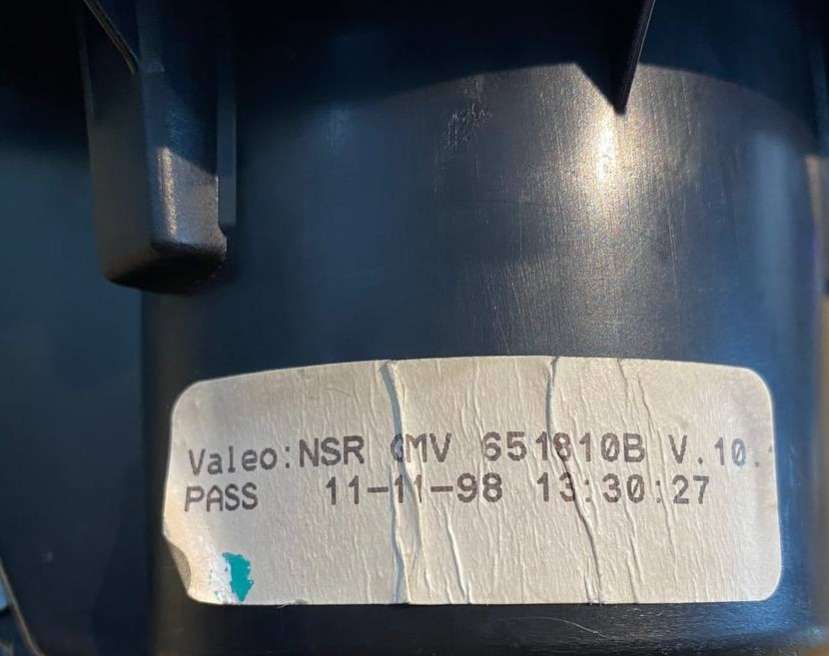 Valeo:NSR GMV 651810B V.10.
PASS 11-11-98 13:30:27